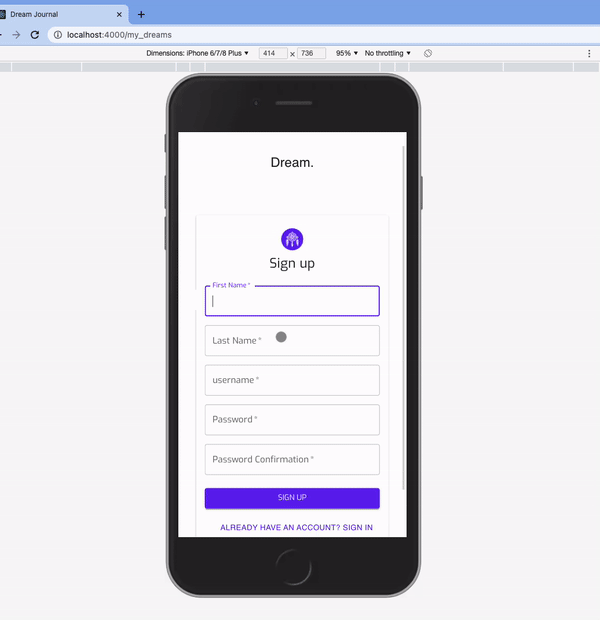 Dream Journal
localhost:4000/my_dreams
Dimensions: iPhone 6/7/8 Plus ▼ 414 × 736 95% ▼ No throttling ▼
Dream.
Sign up
First Name *
Last Name *
username *
Password *
Password Confirmation *
SIGN UP
ALREADY HAVE AN ACCOUNT? SIGN IN